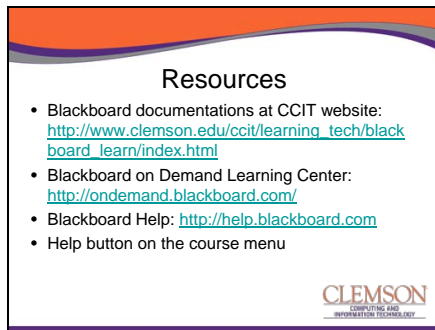 Resources
• Blackboard documentations at CCIT website:
http://www.clemson.edu/ccit/learning_tech/black
board_learn/index.html
• Blackboard on Demand Learning Center:
http://ondemand.blackboard.com/
• Blackboard Help: http://help.blackboard.com
• Help button on the course menu
CLEMSON
COMPUTING AND
INFORMATION TECHNOLOGY